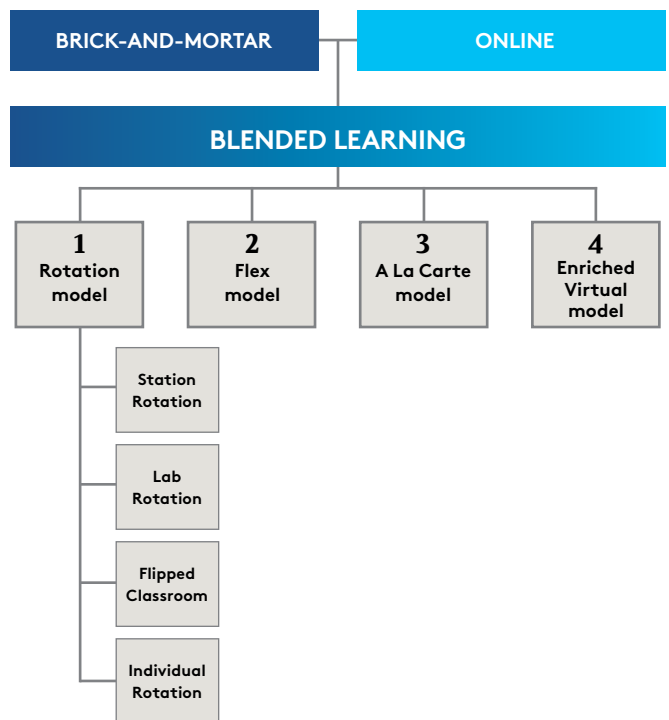 BRICK-AND-MORTAR
ONLINE
BLENDED LEARNING
1
Rotation
model
2
Flex
model
3
A La Carte
model
4
Enriched
Virtual
model
Station
Rotation
Lab
Rotation
Flipped
Classroom
Individual
Rotation